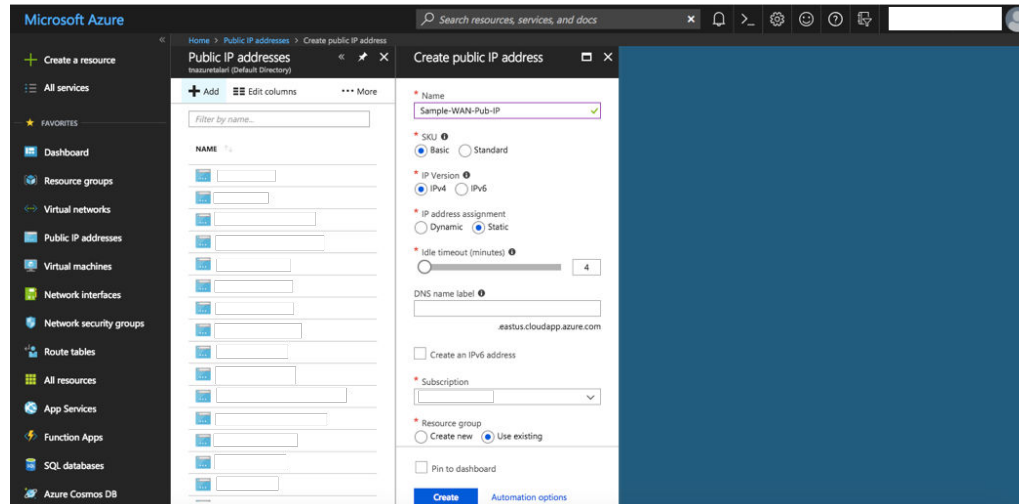 Microsoft Azure
Search resources, services, and docs
Create a resource
All services
FAVORITES
Dashboard
Resource groups
Virtual networks
Public IP addresses
Virtual machines
Network interfaces
Network security groups
Route tables
All resources
App Services
Function Apps
SQL databases
Azure Cosmos DB
Home > Public IP addresses > Create public IP address
Public IP addresses
tnazuretalari (Default Directory)
Add Edit columns ••• More
Filter by name...
NAME
Create public IP address
* Name
Sample-WAN-Pub-IP
* SKU
Basic Standard
* IP Version
IPv4 IPv6
* IP address assignment
Dynamic Static
* Idle timeout (minutes)
4
DNS name label
.eastus.cloudapp.azure.com
Create an IPv6 address
* Subscription
* Resource group
Create new Use existing
Pin to dashboard
Create Automation options